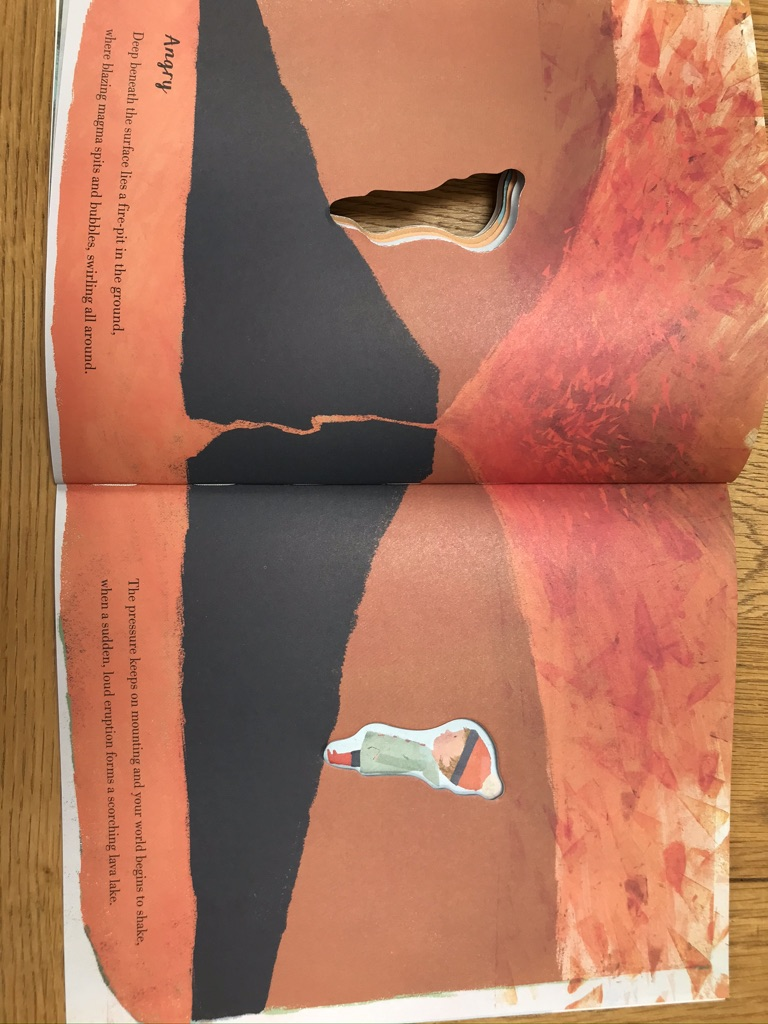 Angry
Deep beneath the surface lies a fire-pit in the ground,
where blazing magma spits and bubbles, swirling all around.
The pressure keeps on mounting and your world begins to shake,
when a sudden, loud eruption forms a scorching lava lake.